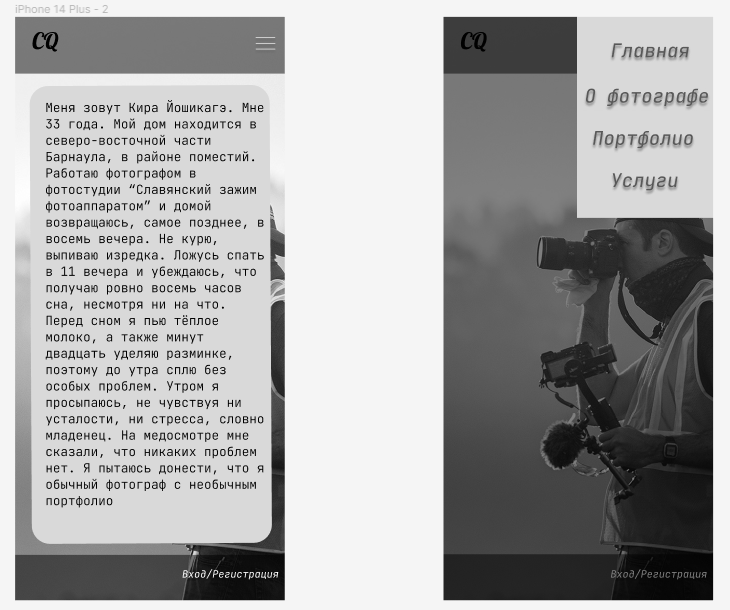 iPhone 14 Plus - 2
CQ
Меня зовут Кира Йошикагэ. Мне
33 года. Мой дом находится в
северо-восточной части
Барнаула, в районе поместий.
Работаю фотографом в
фотостудии “Славянский зажим
фотоаппаратом” и домой
возвращаюсь, самое позднее, в
восемь вечера. Не курю,
выпиваю изредка. Ложусь спать
в 11 вечера и убеждаюсь, что
получаю ровно восемь часов
сна, несмотря ни на что.
Перед сном я пью тёплое
молоко, а также минут
двадцать уделяю разминке,
поэтому до утра сплю без
особых проблем. Утром я
просыпаюсь, не чувствуя ни
усталости, ни стресса, словно
младенец. На медосмотре мне
сказали, что никаких проблем
нет. Я пытаюсь донести, что я
обычный фотограф с необычным
портфолио
Вход/Регистрация
CQ
Главная
О фотографе
Портфолио
Услуги
Вход/Регистрация